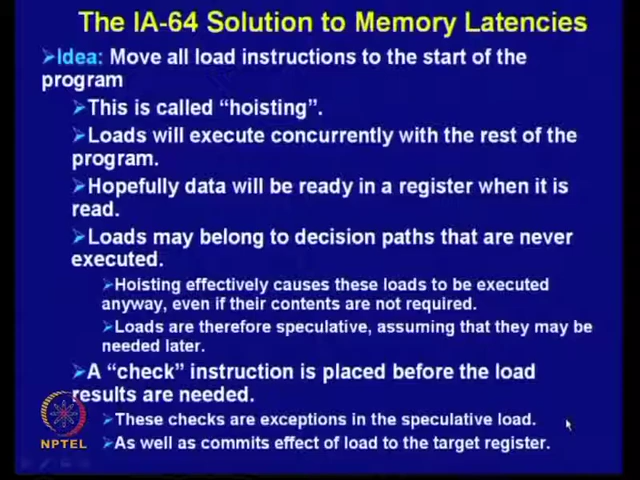 The IA-64 Solution to Memory Latencies
➢Idea: Move all load instructions to the start of the
program
➢This is called “hoisting”.
➢Loads will execute concurrently with the rest of the
program.
➢Hopefully data will be ready in a register when it is
read.
➢Loads may belong to decision paths that are never
executed.
➢Hoisting effectively causes these loads to be executed
anyway, even if their contents are not required.
➢Loads are therefore speculative, assuming that they may be
needed later.
➢A “check” instruction is placed before the load
results are needed.
➢These checks are exceptions in the speculative load.
➢As well as commits effect of load to the target register.
NPTEL